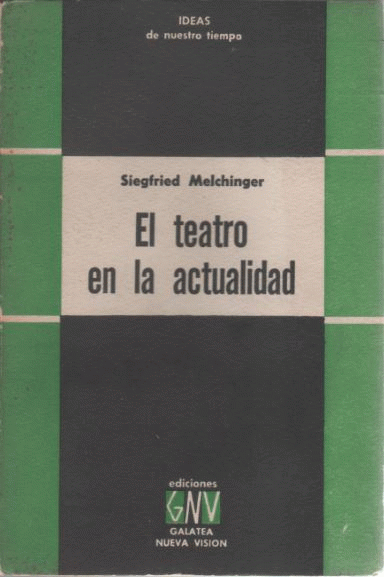 IDEAS
de nuestro tiempo
Siegfried Melchinger
El teatro
en la actualidad
ediciones
GNV
GALATEA
NUEVA VISION